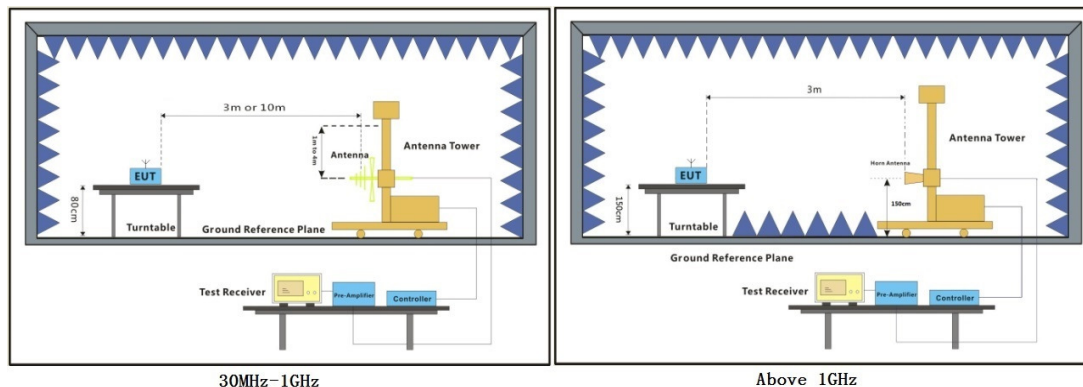 3m or 10m
1m to 4m
Antenna
Antenna Tower
EUT
80cm
Turntable
Ground Reference Plane
Test Receiver
Pre-Amplifier
Controller
30MHz-1GHz
3m
Antenna Tower
Horn Antenna
EUT
150cm
150cm
Turntable
Ground Reference Plane
Test Receiver
Pre-Amplifier
Controller
Above 1GHz